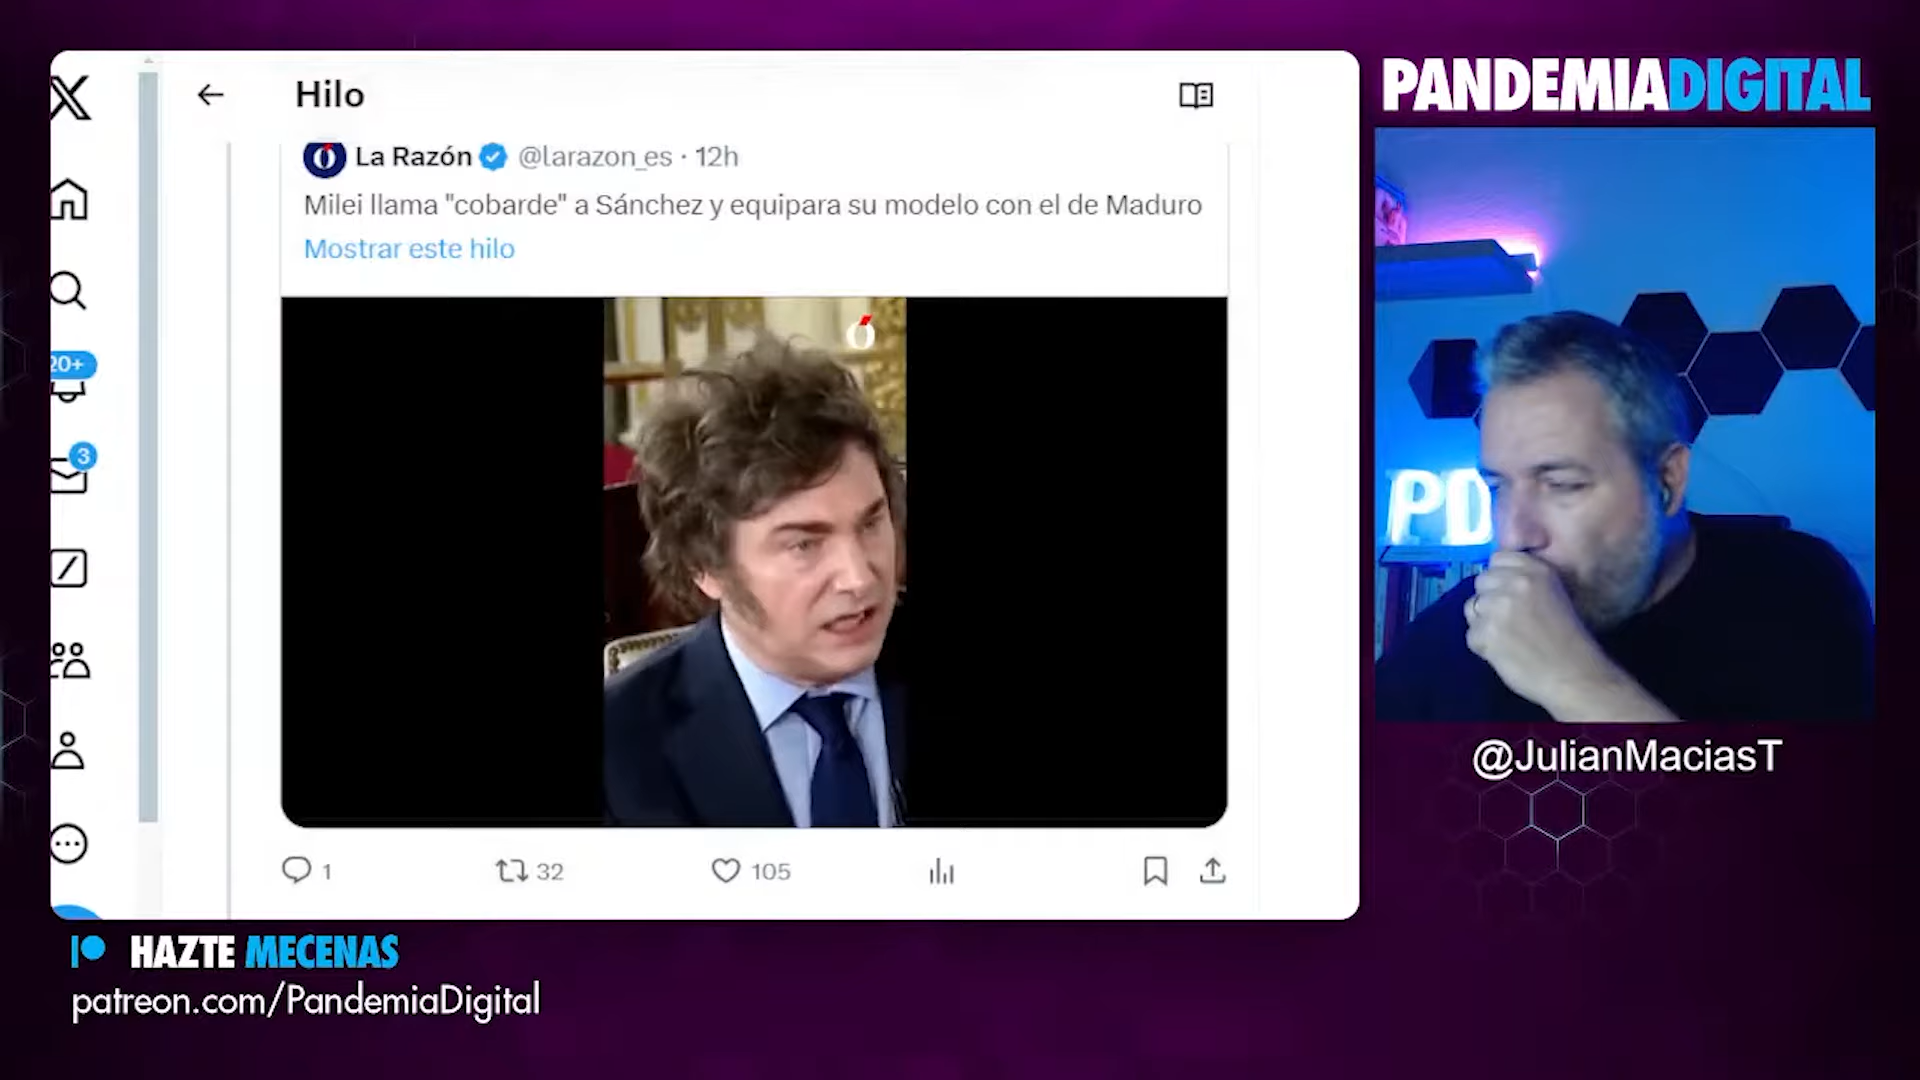 Hilo
La Razón @larazon_es · 12h
Milei llama "cobarde" a Sánchez y equipara su modelo con el de Maduro
Mostrar este hilo
20+
3
ó
1
32
105
PANDEMIADIGITAL
PD
@JulianMaciasT
HAZTE MECENAS
patreon.com/PandemiaDigital